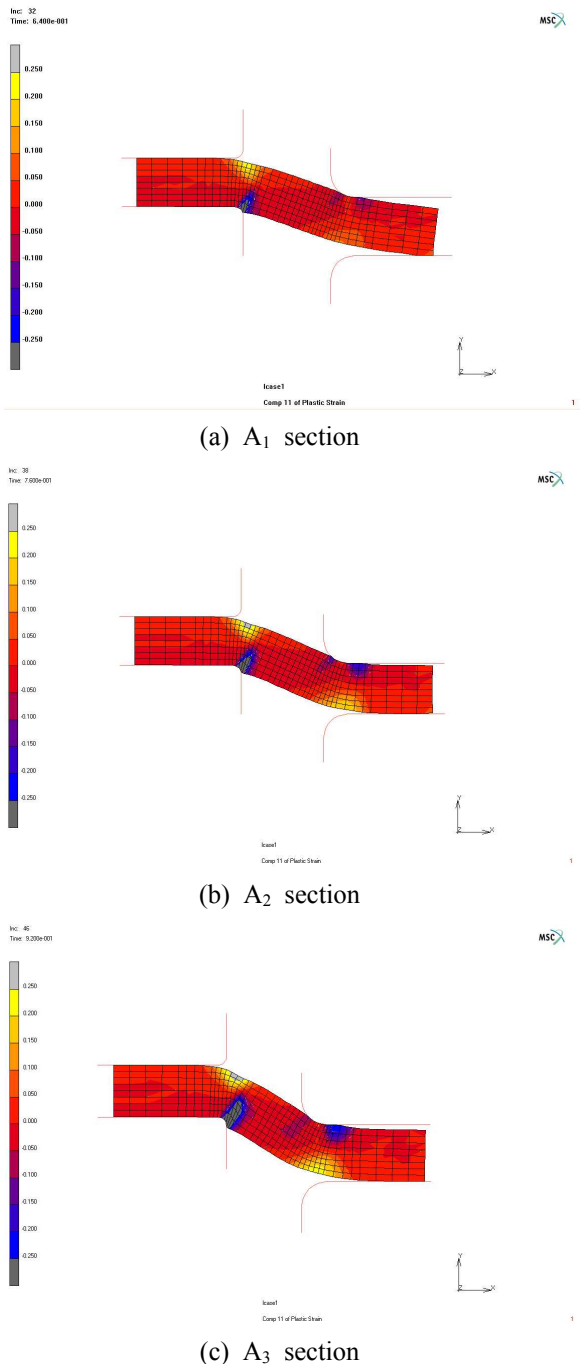 Inc: 32
Time: 6.400e-001
MSC
0.250
0.200
0.150
0.100
0.050
0.000
-0.050
-0.100
-0.150
-0.200
-0.250
Y
Z X
lcase1
Comp 11 of Plastic Strain
1
(a) A₁ section
Inc: 38
Time: 7.600e-001
MSC
0.250
0.200
0.150
0.100
0.050
0.000
-0.050
-0.100
-0.150
-0.200
-0.250
Y
Z X
lcase1
Comp 11 of Plastic Strain
1
(b) A₂ section
Inc: 46
Time: 9.200e-001
MSC
0.250
0.200
0.150
0.100
0.050
0.000
-0.050
-0.100
-0.150
-0.200
-0.250
Y
Z X
lcase1
Comp 11 of Plastic Strain
1
(c) A₃ section